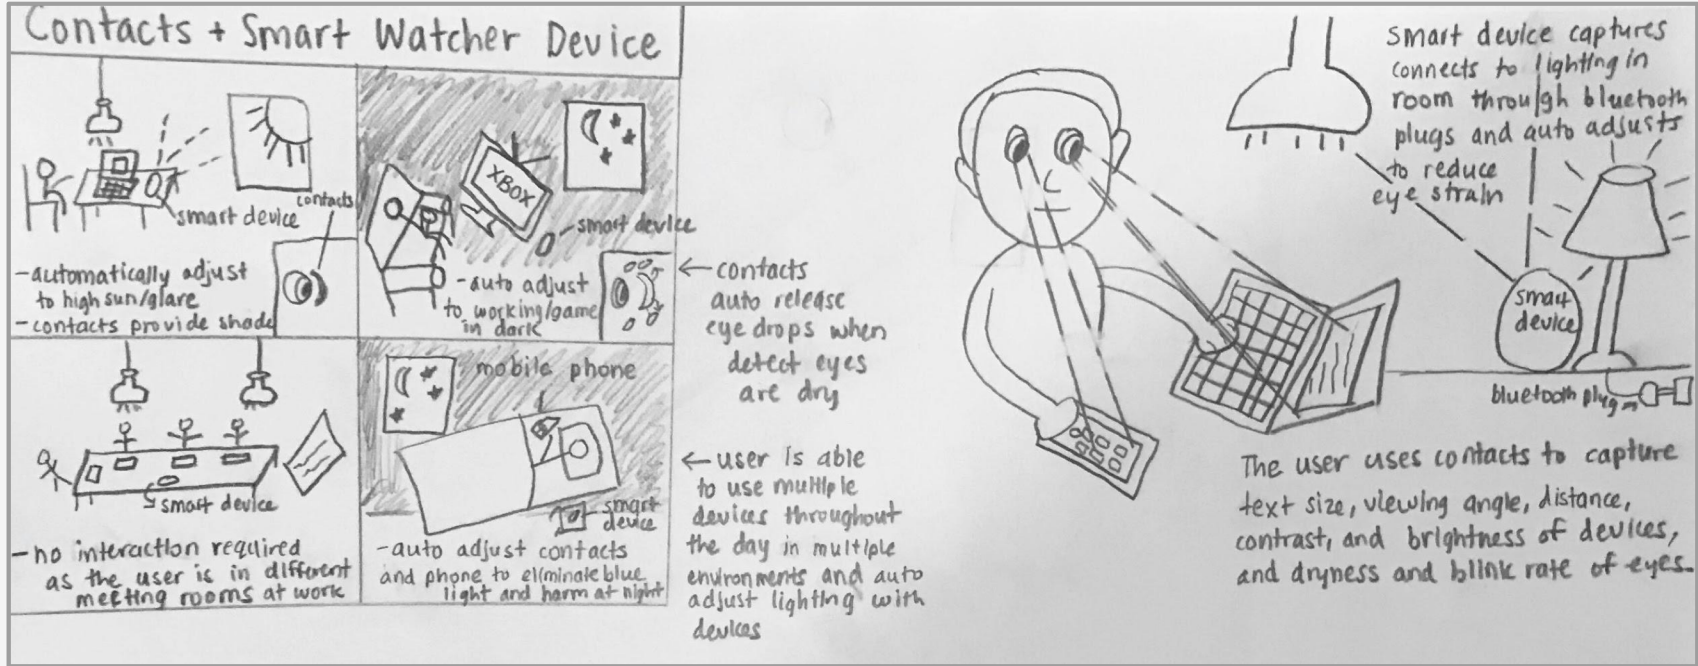 Contacts + Smart Watcher Device
smart device
contacts
-automatically adjust
to high sun/glare
-contacts provide shade
XBOX
smart device
-auto adjust
to working/game
in dark
←contacts
auto release
eye drops when
detect eyes
are dry
smart device
-no interaction required
as the user is in different
meeting rooms at work
mobile phone
smart
device
-auto adjust contacts
and phone to eliminate blue
light and harm at night
←user is able
to use multiple
devices throughout
the day in multiple
environments and auto
adjust lighting with
devices
smart device captures
connects to lighting in
room through bluetooth
plugs and auto adjusts
to reduce
eye strain
smart
device
bluetooth plug
The user uses contacts to capture
text size, viewing angle, distance,
contrast, and brightness of devices,
and dryness and blink rate of eyes.